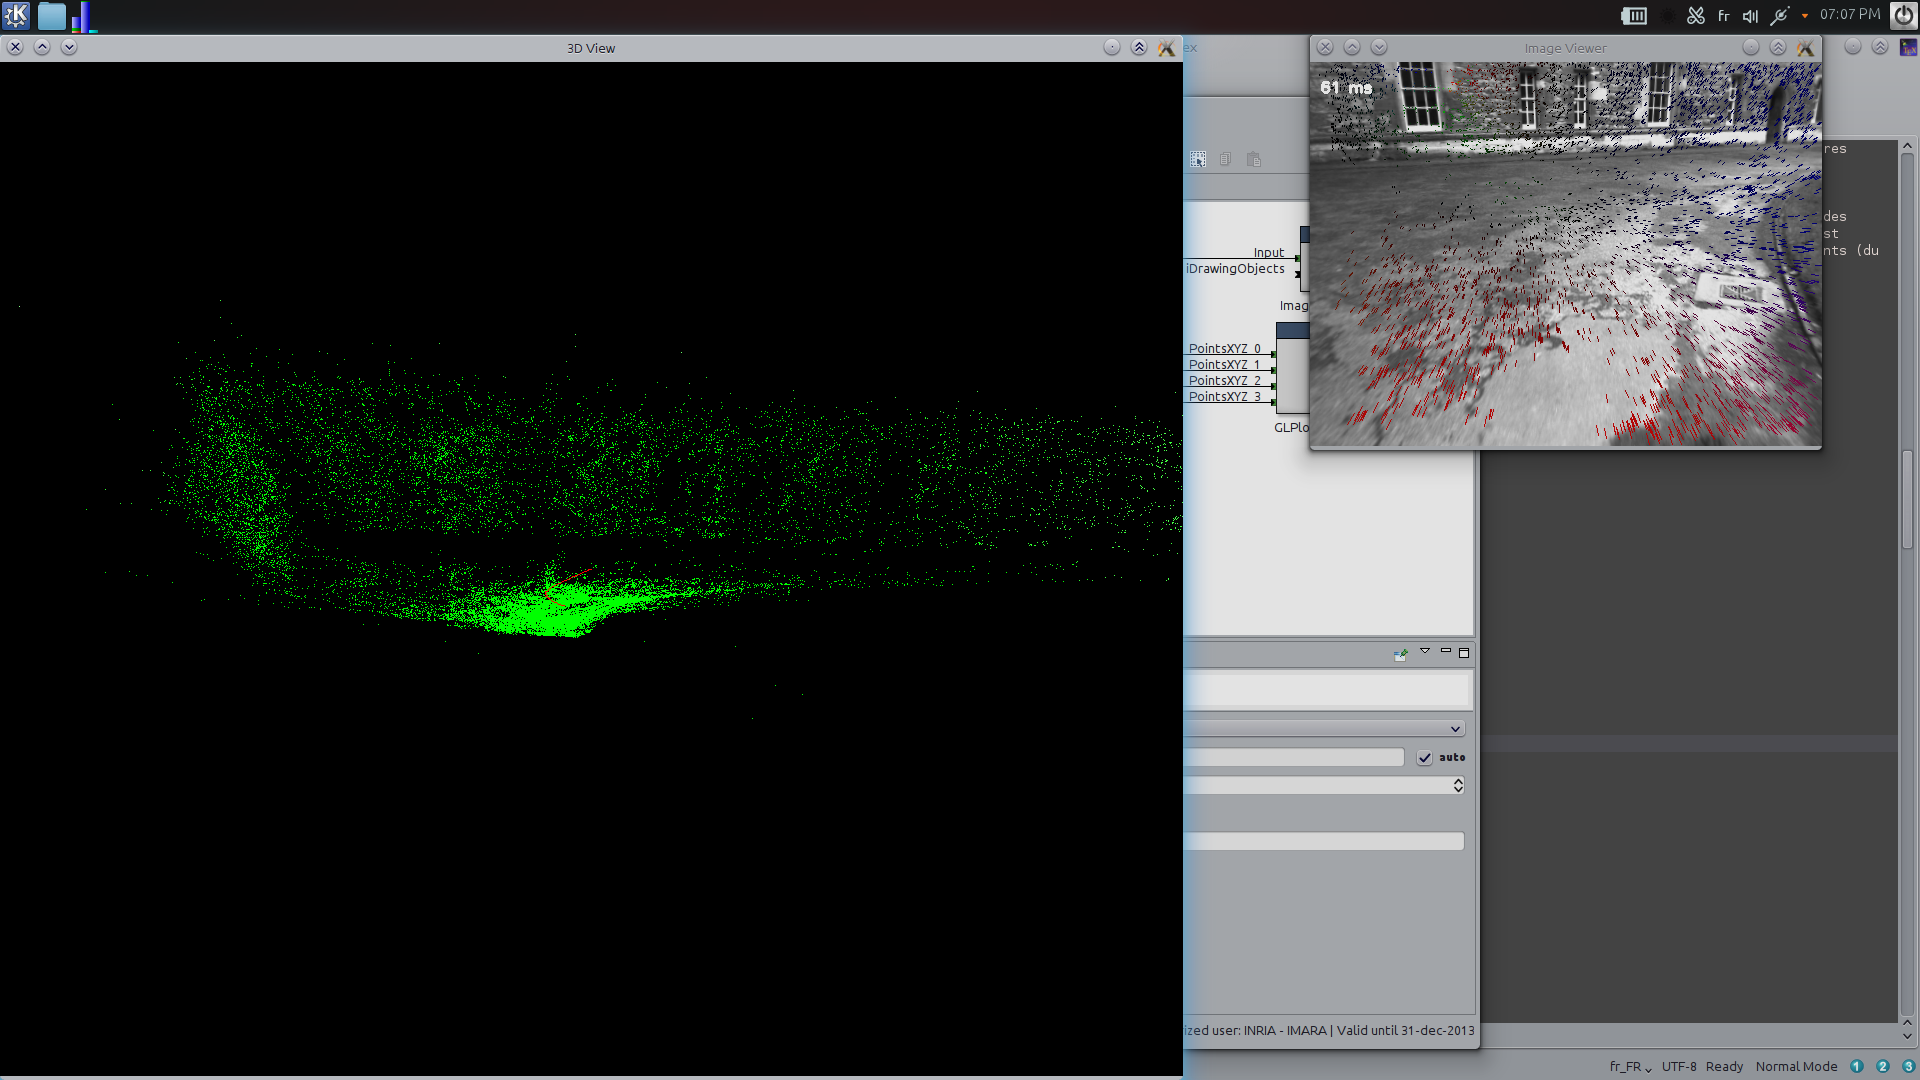 fr
07:07 PM
3D View
ex
Image Viewer
61 ms
res
des
st
nts (du
Input
iDrawingObjects
Imag
PointsXYZ_0
PointsXYZ_1
PointsXYZ_2
PointsXYZ_3
GLPlo
auto
ized user: INRIA - IMARA | Valid until 31-dec-2013
fr_FR
UTF-8
Ready
Normal Mode
1
2
3